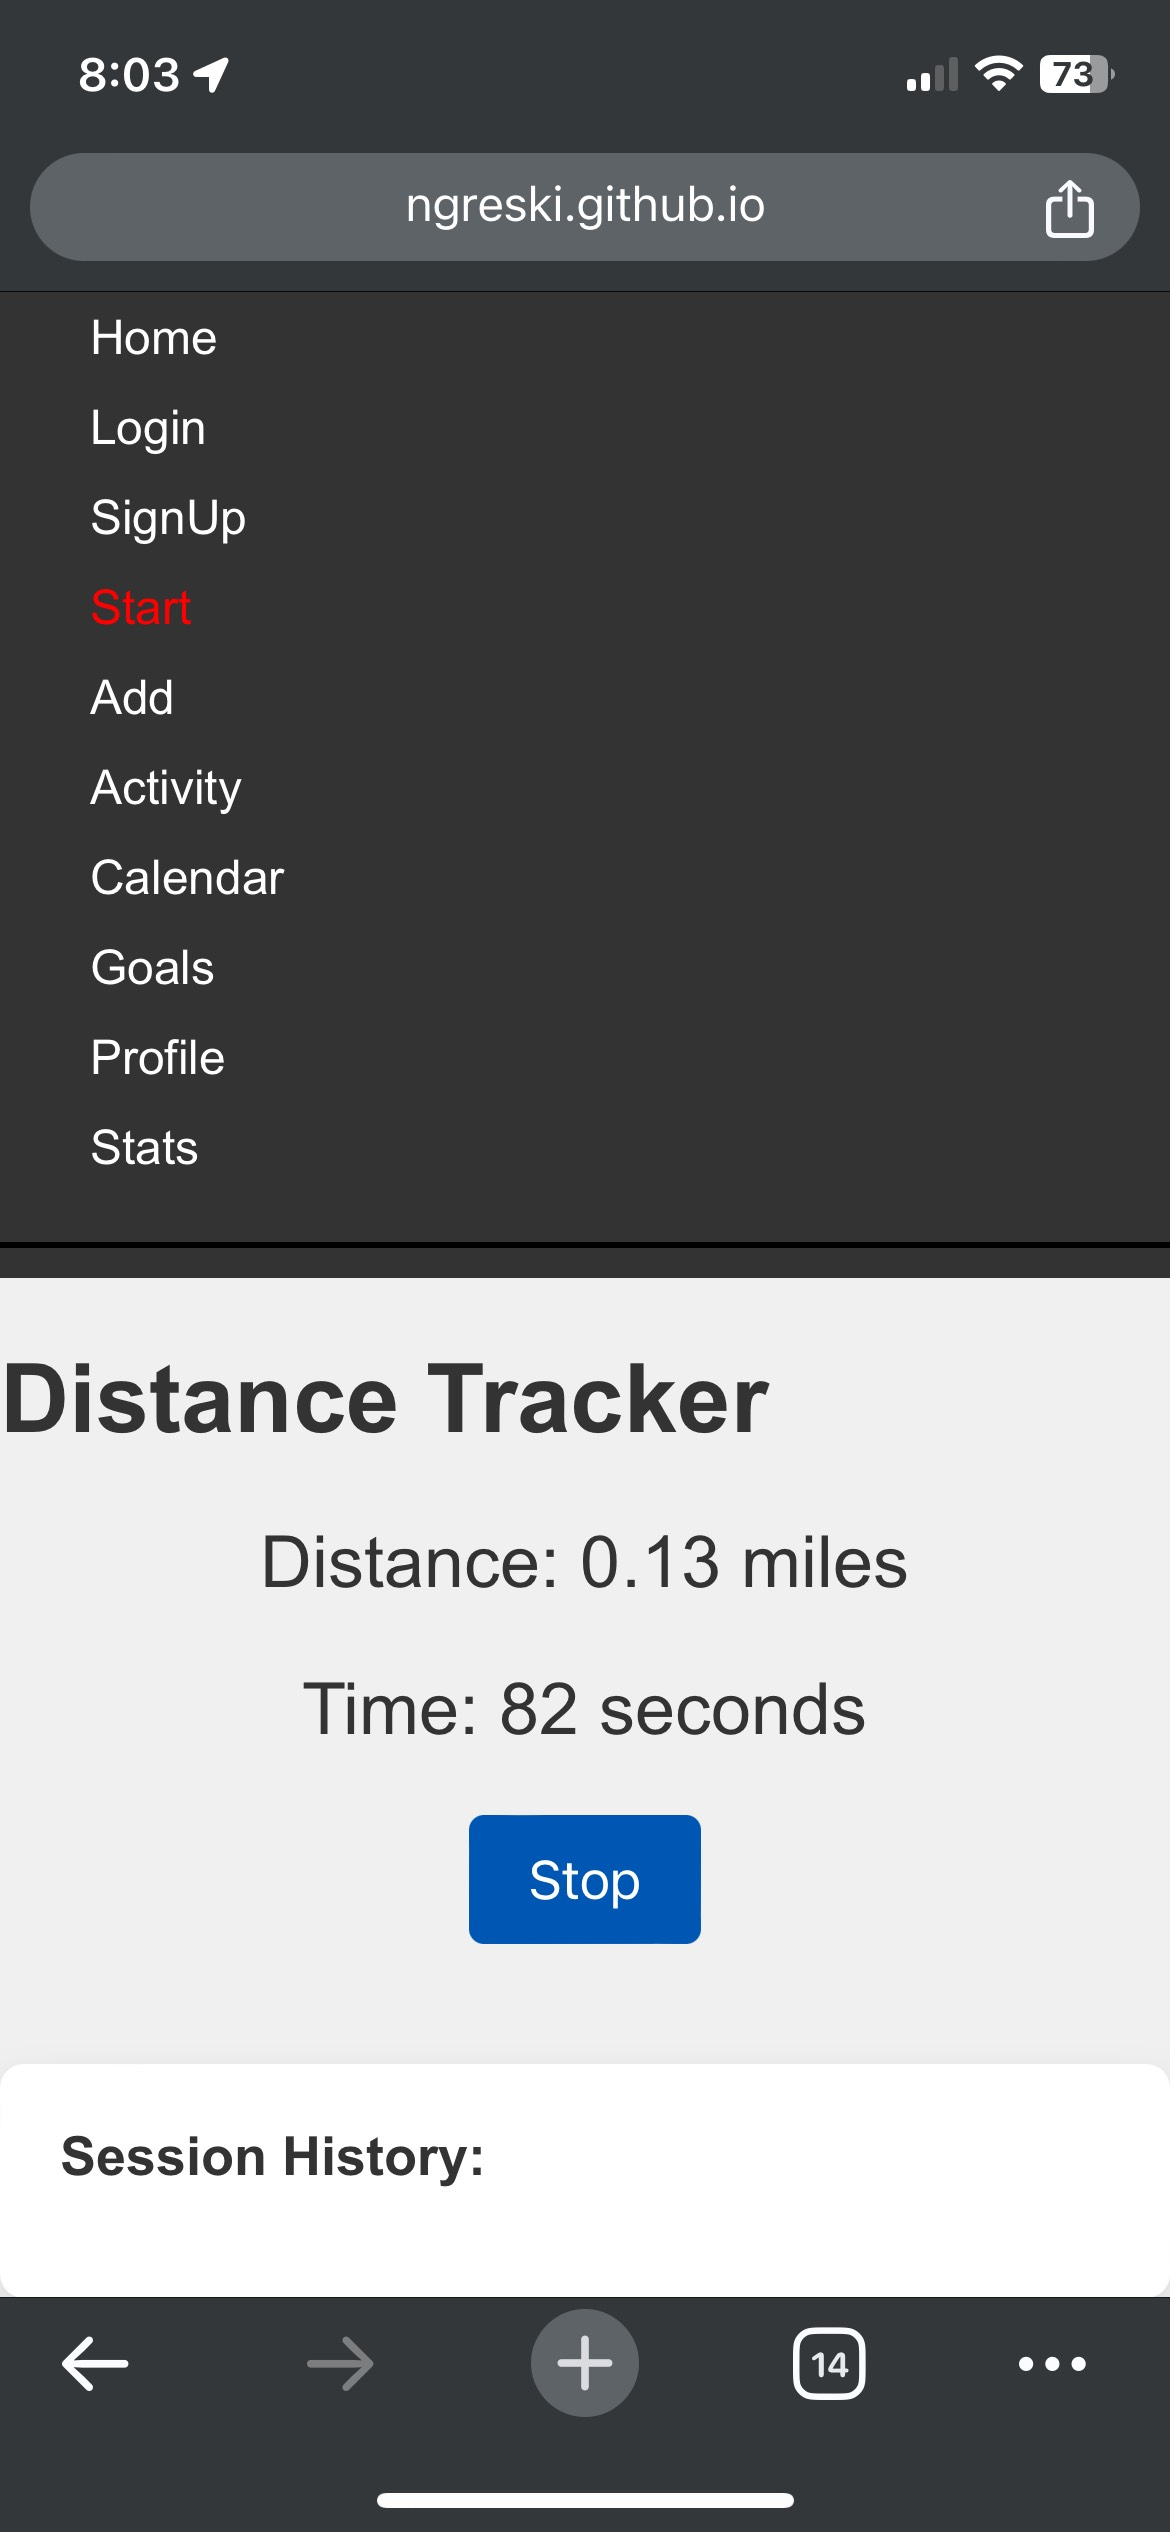 8:03
73
ngreski.github.io
Home
Login
SignUp
Start
Add
Activity
Calendar
Goals
Profile
Stats
Distance Tracker
Distance: 0.13 miles
Time: 82 seconds
Stop
Session History:
14